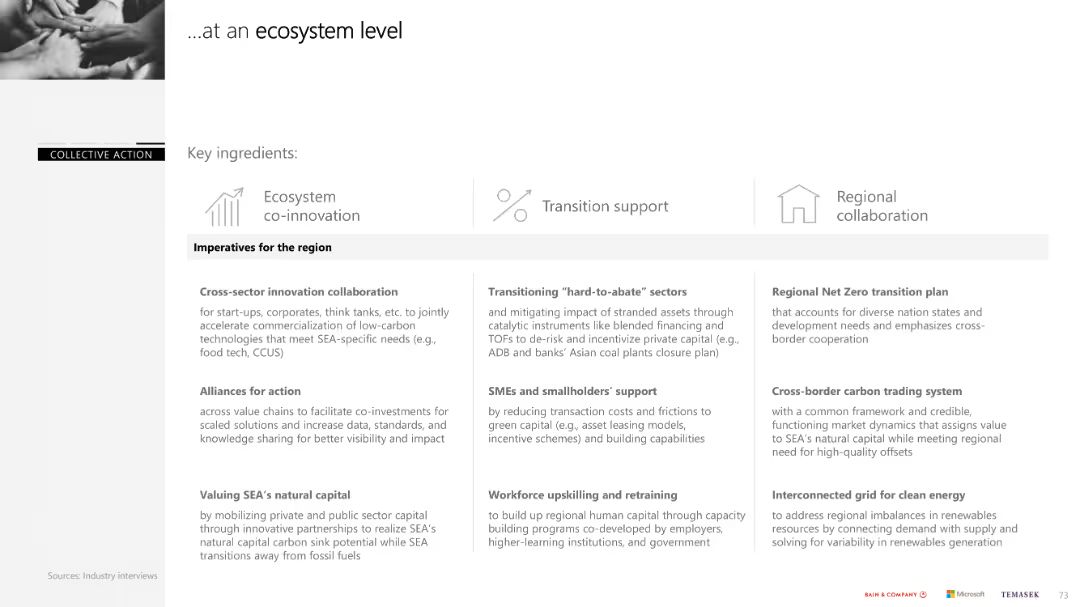 ...at an ecosystem level
COLLECTIVE ACTION
Key ingredients:
Ecosystem
co-innovation
Transition support
Regional
collaboration
Imperatives for the region
Cross-sector innovation collaboration
for start-ups, corporates, think tanks, etc. to jointly
accelerate commercialization of low-carbon
technologies that meet SEA-specific needs (e.g.,
food tech, CCUS)
Alliances for action
across value chains to facilitate co-investments for
scaled solutions and increase data, standards, and
knowledge sharing for better visibility and impact
Valuing SEA's natural capital
by mobilizing private and public sector capital
through innovative partnerships to realize SEA's
natural capital carbon sink potential while SEA
transitions away from fossil fuels
Transitioning "hard-to-abate" sectors
and mitigating impact of stranded assets through
catalytic instruments like blended financing and
TOFs to de-risk and incentivize private capital (e.g.,
ADB and banks' Asian coal plants closure plan)
SMEs and smallholders' support
by reducing transaction costs and frictions to
green capital (e.g., asset leasing models,
incentive schemes) and building capabilities
Workforce upskilling and retraining
to build up regional human capital through capacity
building programs co-developed by employers,
higher-learning institutions, and government
Regional Net Zero transition plan
that accounts for diverse nation states and
development needs and emphasizes cross-
border cooperation
Cross-border carbon trading system
with a common framework and credible,
functioning market dynamics that assigns value
to SEA's natural capital while meeting regional
need for high-quality offsets
Interconnected grid for clean energy
to address regional imbalances in renewables
resources by connecting demand with supply and
solving for variability in renewables generation
Sources: Industry interviews
BAIN & COMPANY
Microsoft
TEMASEK
73